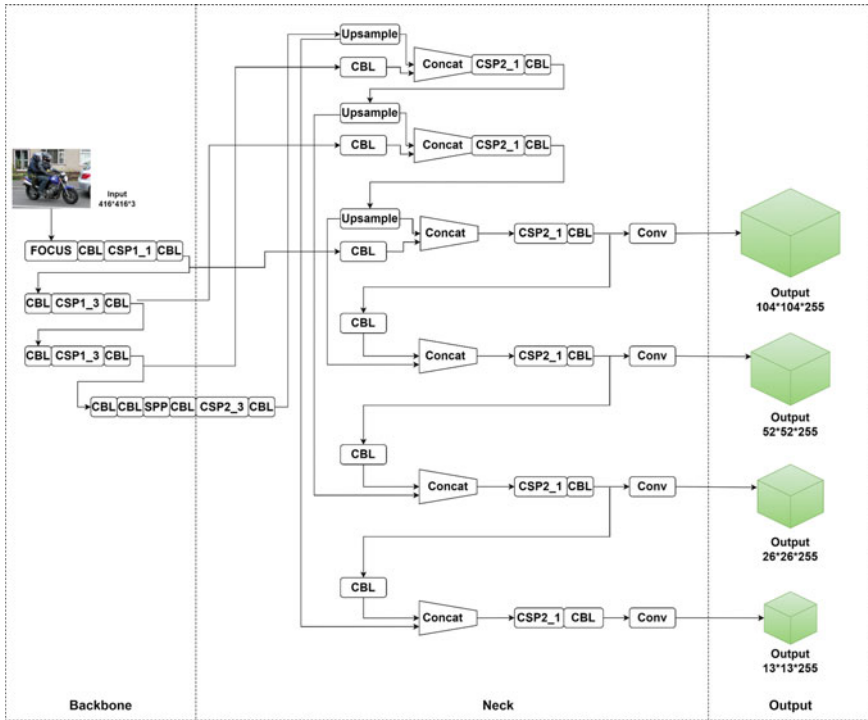 Upsample
CBL
Concat
CSP2_1
CBL
Upsample
CBL
Concat
CSP2_1
CBL
Input
416*416*3
Upsample
CBL
Concat
CSP2_1
CBL
Conv
FOCUS
CBL
CSP1_1
CBL
Output
104*104*255
CBL
CSP1_3
CBL
CBL
CBL
CSP1_3
CBL
Concat
CSP2_1
CBL
Conv
CBL
CBL
SPP
CBL
CSP2_3
CBL
Output
52*52*255
CBL
Concat
CSP2_1
CBL
Conv
Output
26*26*255
CBL
Concat
CSP2_1
CBL
Conv
Output
13*13*255
Backbone
Neck
Output